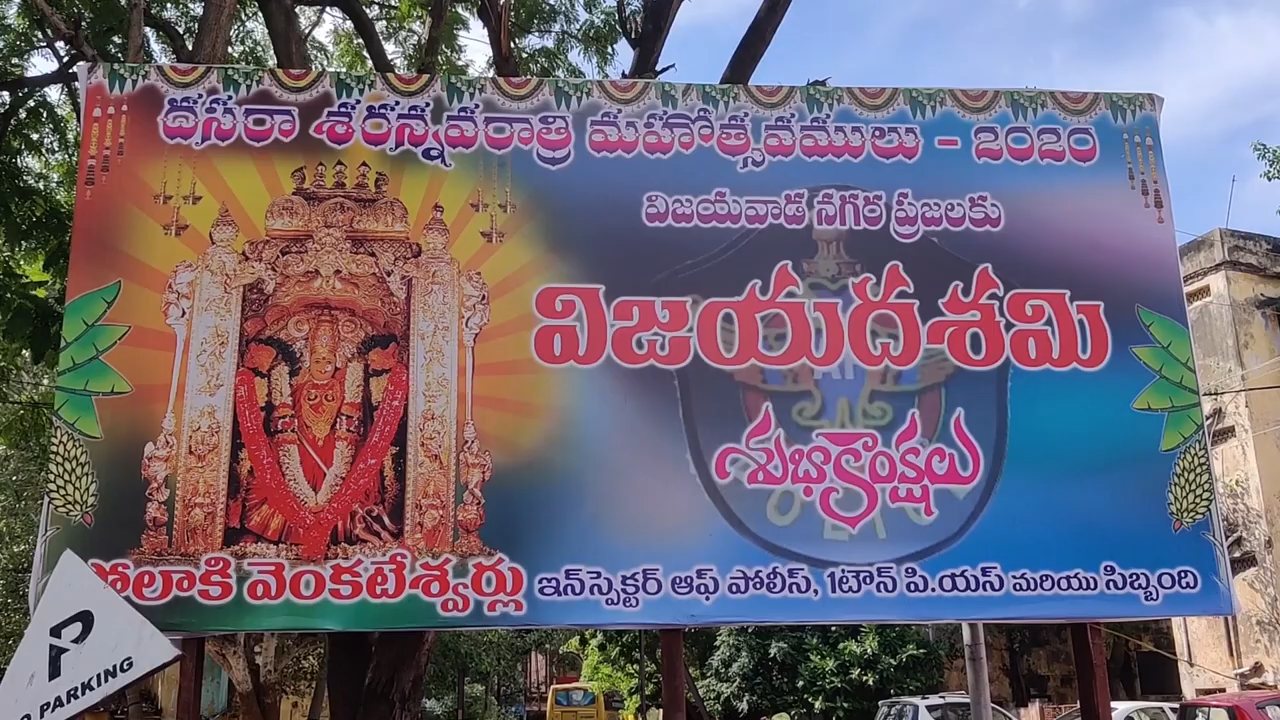 దసరా శరన్నవరాత్రి మహోత్సవములు - 2020
విజయవాడ నగర ప్రజలకు
విజయదశమి
శుభాకాంక్షలు
పోలాకి వెంకటేశ్వర్లు ఇన్‌స్పెక్టర్ ఆఫ్ పోలీస్, 1టౌన్ పి.యస్ మరియు సిబ్బంది
P
PARKING